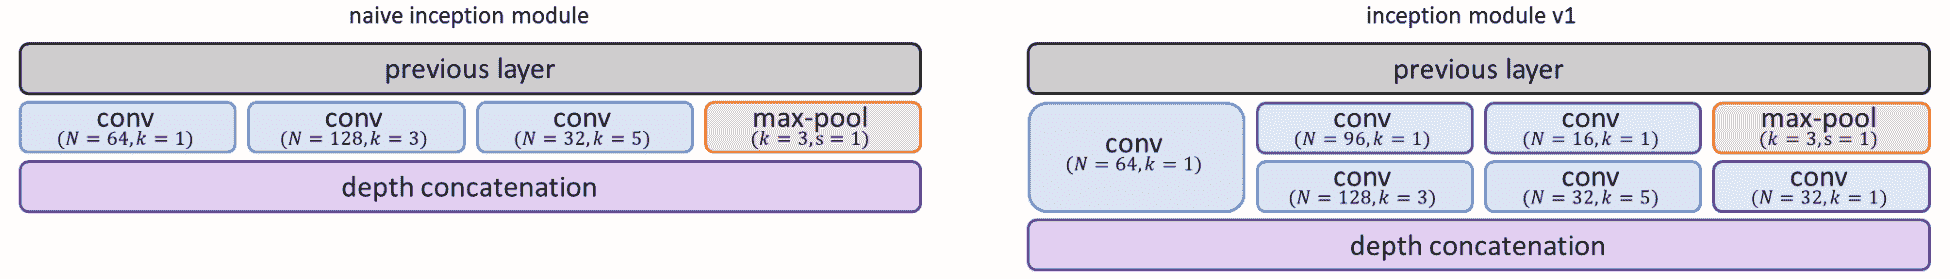 naive inception module
previous layer
conv
(N = 64, k = 1)
conv
(N = 128, k = 3)
conv
(N = 32, k = 5)
max-pool
(k = 3, s = 1)
depth concatenation
inception module v1
previous layer
conv
(N = 64, k = 1)
conv
(N = 96, k = 1)
conv
(N = 16, k = 1)
max-pool
(k = 3, s = 1)
conv
(N = 128, k = 3)
conv
(N = 32, k = 5)
conv
(N = 32, k = 1)
depth concatenation